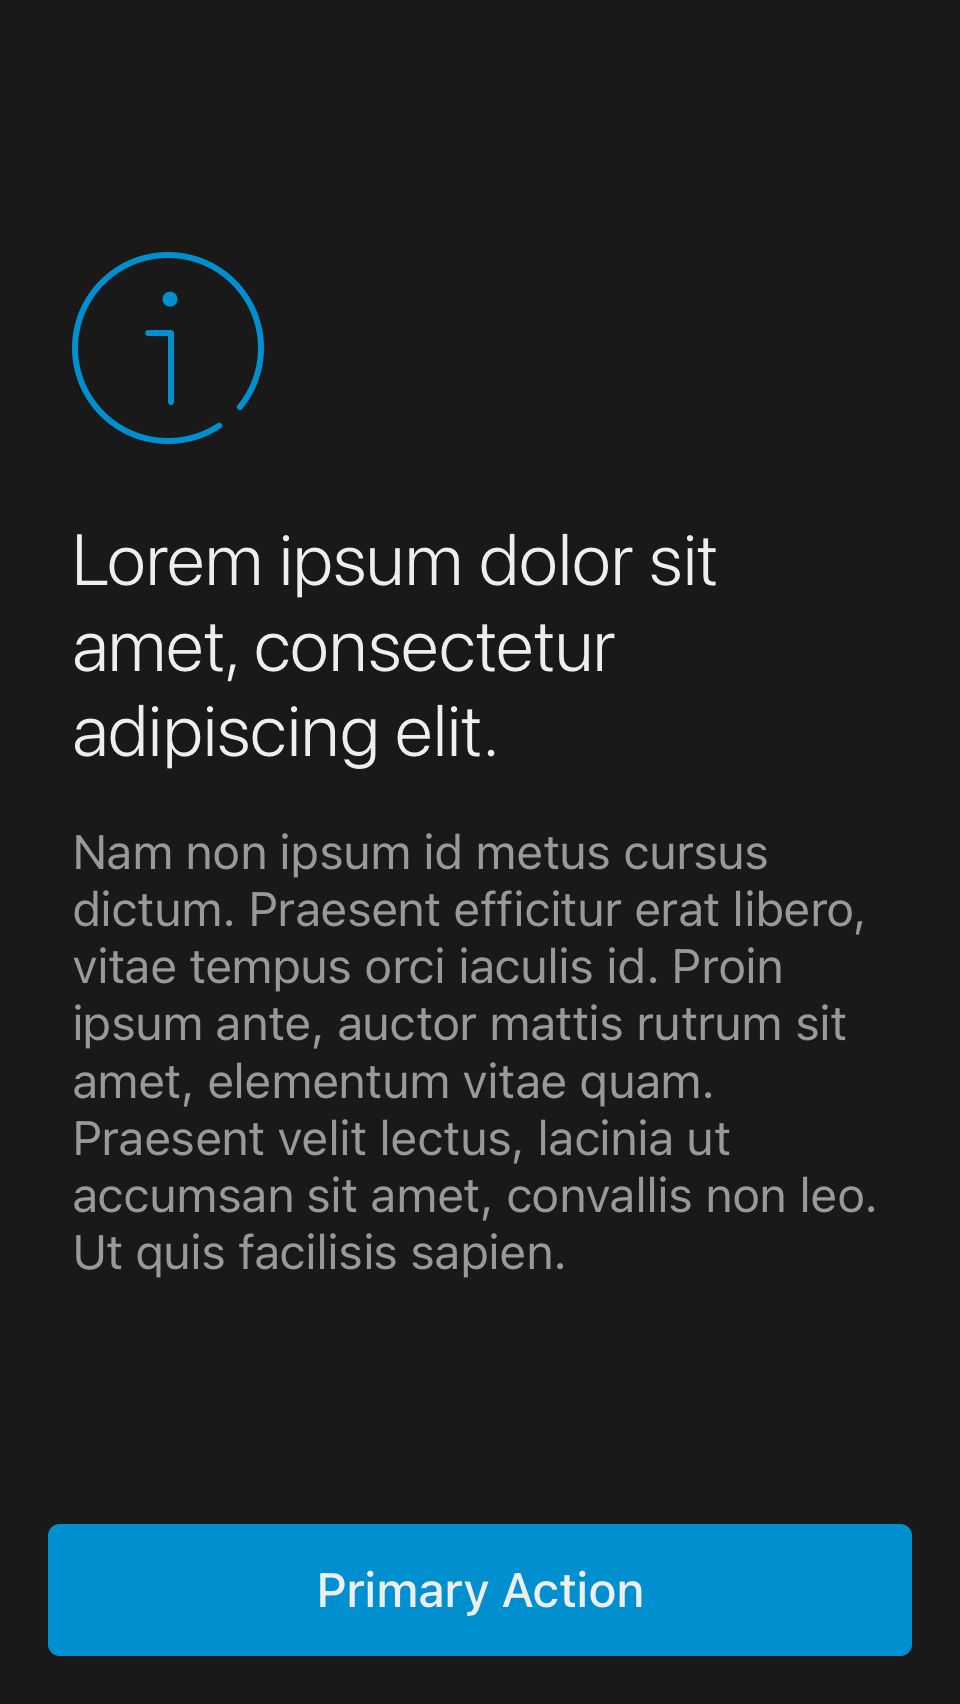 Lorem ipsum dolor sit
amet, consectetur
adipiscing elit.
Nam non ipsum id metus cursus
dictum. Praesent efficitur erat libero,
vitae tempus orci iaculis id. Proin
ipsum ante, auctor mattis rutrum sit
amet, elementum vitae quam.
Praesent velit lectus, lacinia ut
accumsan sit amet, convallis non leo.
Ut quis facilisis sapien.
Primary Action